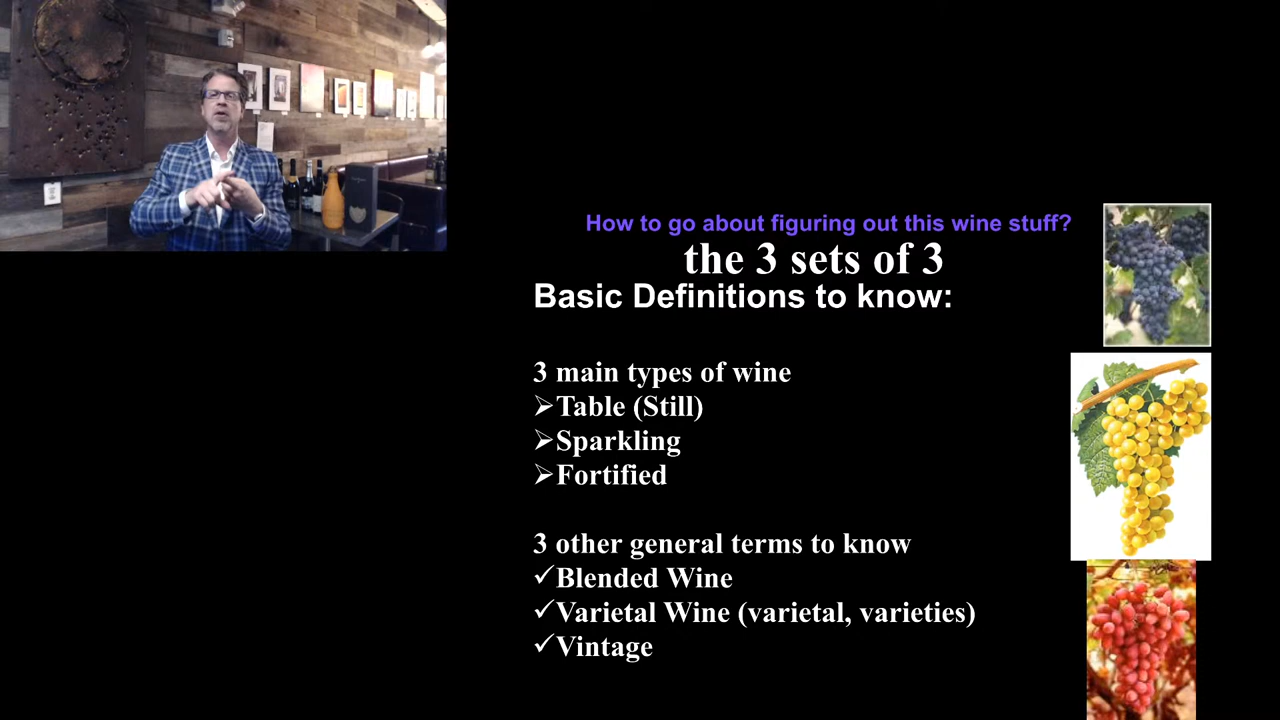 How to go about figuring out this wine stuff?
the 3 sets of 3
Basic Definitions to know:
3 main types of wine
➢Table (Still)
➢Sparkling
➢Fortified
3 other general terms to know
✓Blended Wine
✓Varietal Wine (varietal, varieties)
✓Vintage